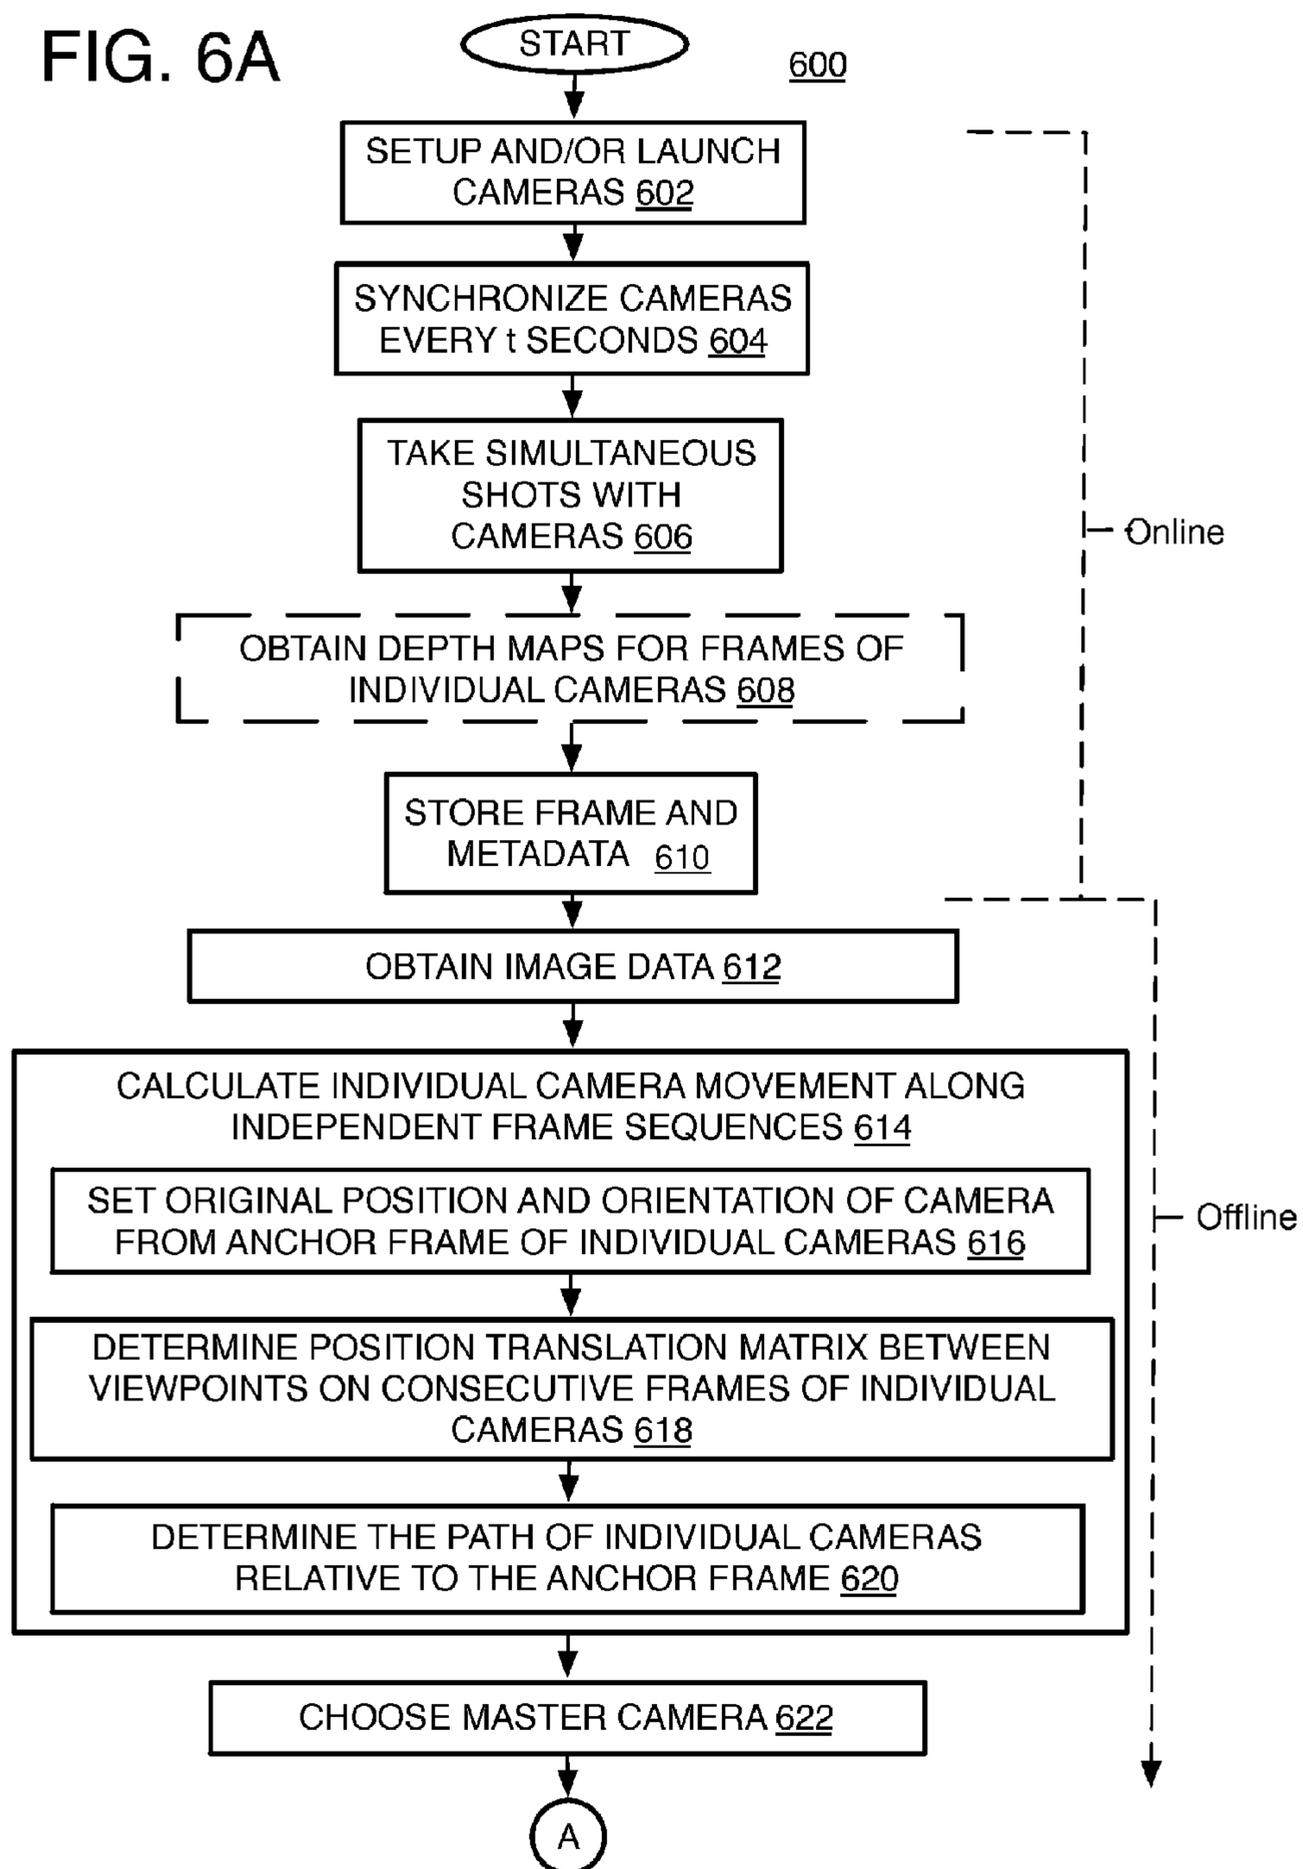 FIG. 6A
START
600
SETUP AND/OR LAUNCH
CAMERAS 602
SYNCHRONIZE CAMERAS
EVERY t SECONDS 604
TAKE SIMULTANEOUS
SHOTS WITH
CAMERAS 606
Online
OBTAIN DEPTH MAPS FOR FRAMES OF
INDIVIDUAL CAMERAS 608
STORE FRAME AND
METADATA 610
OBTAIN IMAGE DATA 612
CALCULATE INDIVIDUAL CAMERA MOVEMENT ALONG
INDEPENDENT FRAME SEQUENCES 614
SET ORIGINAL POSITION AND ORIENTATION OF CAMERA
FROM ANCHOR FRAME OF INDIVIDUAL CAMERAS 616
Offline
DETERMINE POSITION TRANSLATION MATRIX BETWEEN
VIEWPOINTS ON CONSECUTIVE FRAMES OF INDIVIDUAL
CAMERAS 618
DETERMINE THE PATH OF INDIVIDUAL CAMERAS
RELATIVE TO THE ANCHOR FRAME 620
CHOOSE MASTER CAMERA 622
A